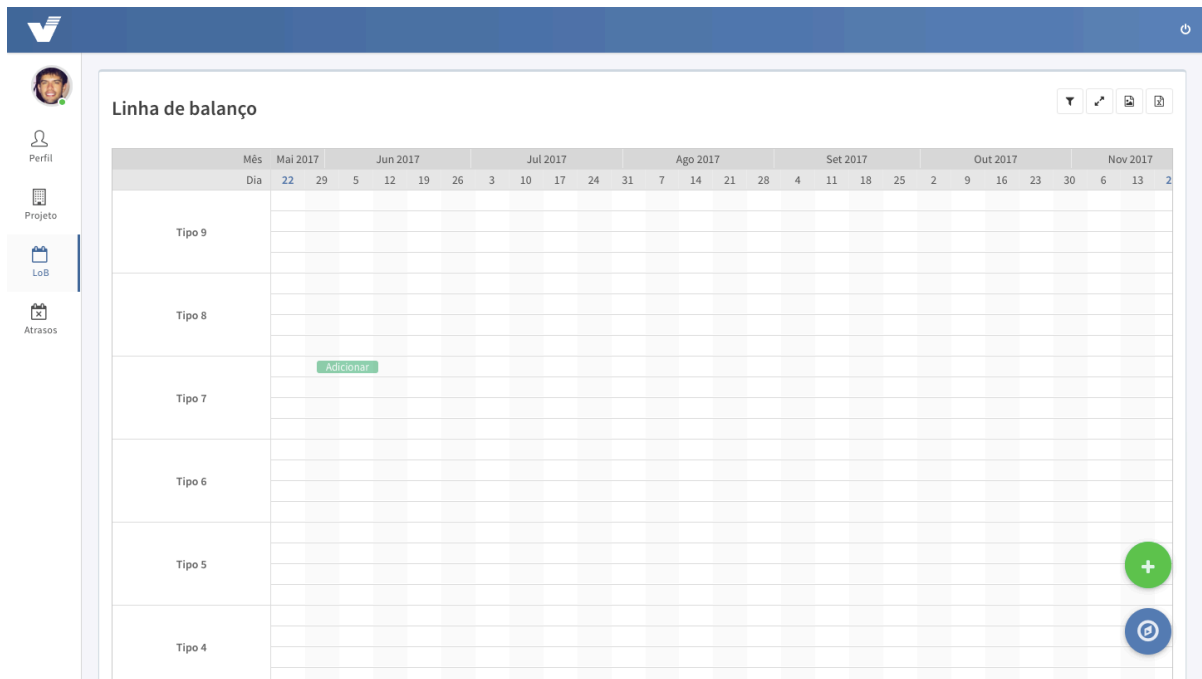 Linha de balanço
Perfil
Projeto
LoB
Atrasos
Mês Mai 2017 Jun 2017 Jul 2017 Ago 2017 Set 2017 Out 2017 Nov 2017
Dia 22 29 5 12 19 26 3 10 17 24 31 7 14 21 28 4 11 18 25 2 9 16 23 30 6 13 2
Tipo 9
Tipo 8
Adicionar
Tipo 7
Tipo 6
Tipo 5
Tipo 4